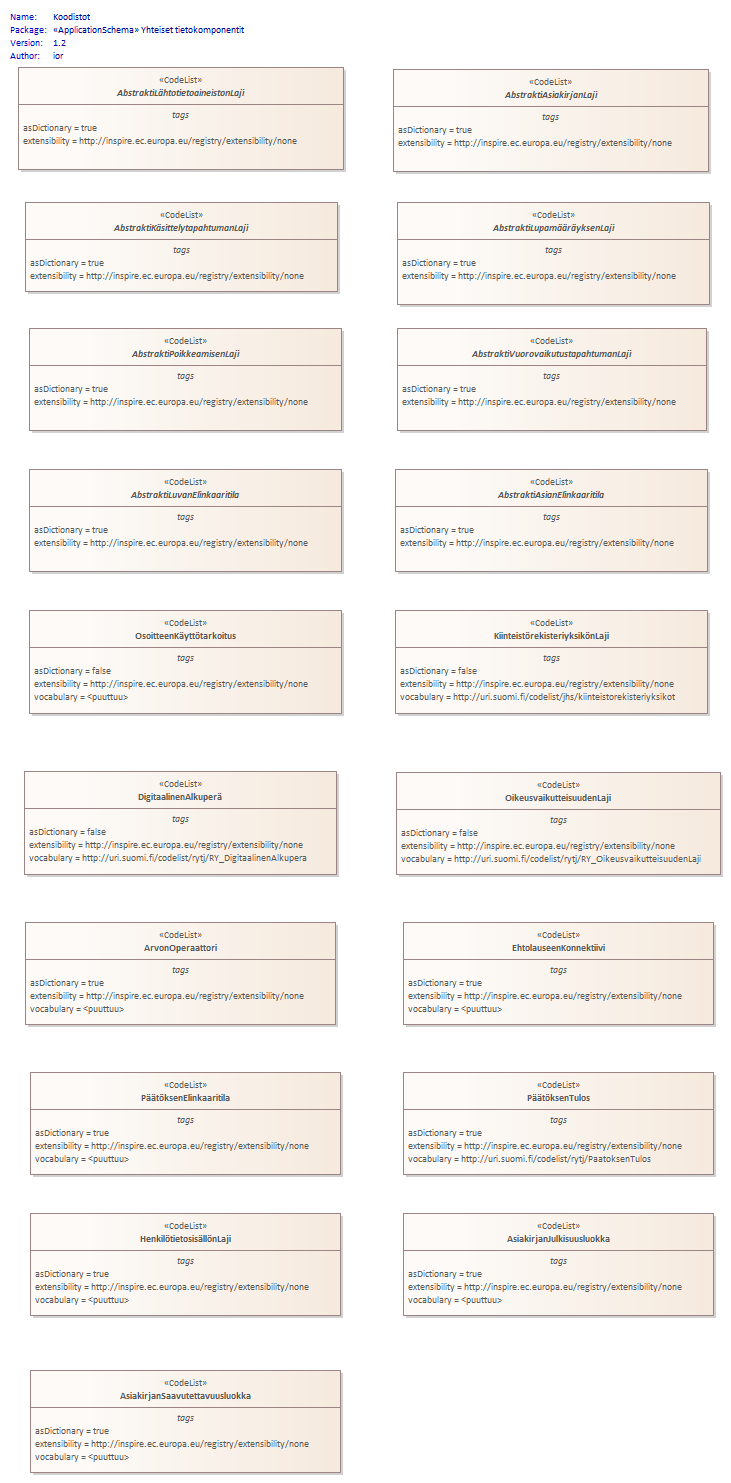 Name: Koodistot
Package: «ApplicationSchema» Yhteiset tietokomponentit
Version: 1.2
Author: ior
«CodeList»
AbstraktiLähtotietoaineistonLaji
tags
asDictionary = true
extensibility = http://inspire.ec.europa.eu/registry/extensibility/none
«CodeList»
AbstraktiAsiakirjanLaji
tags
asDictionary = true
extensibility = http://inspire.ec.europa.eu/registry/extensibility/none
«CodeList»
AbstraktiKäsittelytapahtumanLaji
tags
asDictionary = true
extensibility = http://inspire.ec.europa.eu/registry/extensibility/none
«CodeList»
AbstraktiLupamääräyksenLaji
tags
asDictionary = true
extensibility = http://inspire.ec.europa.eu/registry/extensibility/none
«CodeList»
AbstraktiPoikkeamisenLaji
tags
asDictionary = true
extensibility = http://inspire.ec.europa.eu/registry/extensibility/none
«CodeList»
AbstraktiVuorovaikutustapahtumanLaji
tags
asDictionary = true
extensibility = http://inspire.ec.europa.eu/registry/extensibility/none
«CodeList»
AbstraktiLuvanElinkaaritila
tags
asDictionary = true
extensibility = http://inspire.ec.europa.eu/registry/extensibility/none
«CodeList»
AbstraktiAsianElinkaaritila
tags
asDictionary = true
extensibility = http://inspire.ec.europa.eu/registry/extensibility/none
«CodeList»
OsoitteenKäyttötarkoitus
tags
asDictionary = false
extensibility = http://inspire.ec.europa.eu/registry/extensibility/none
vocabulary = <puuttuu>
«CodeList»
KiinteistörekisteriyksikönLaji
tags
asDictionary = false
extensibility = http://inspire.ec.europa.eu/registry/extensibility/none
vocabulary = http://uri.suomi.fi/codelist/jhs/kiinteistorekisteriyksikot
«CodeList»
DigitaalinenAlkuperä
tags
asDictionary = false
extensibility = http://inspire.ec.europa.eu/registry/extensibility/none
vocabulary = http://uri.suomi.fi/codelist/rytj/RY_DigitaalinenAlkupera
«CodeList»
OikeusvaikutteisuudenLaji
tags
asDictionary = false
extensibility = http://inspire.ec.europa.eu/registry/extensibility/none
vocabulary = http://uri.suomi.fi/codelist/rytj/RY_OikeusvaikutteisuudenLaji
«CodeList»
ArvonOperaattori
tags
asDictionary = true
extensibility = http://inspire.ec.europa.eu/registry/extensibility/none
vocabulary = <puuttuu>
«CodeList»
EhtolauseenKonnektiivi
tags
asDictionary = true
extensibility = http://inspire.ec.europa.eu/registry/extensibility/none
vocabulary = <puuttuu>
«CodeList»
PäätöksenElinkaaritila
tags
asDictionary = true
extensibility = http://inspire.ec.europa.eu/registry/extensibility/none
vocabulary = <puuttuu>
«CodeList»
PäätöksenTulos
tags
asDictionary = true
extensibility = http://inspire.ec.europa.eu/registry/extensibility/none
vocabulary = http://uri.suomi.fi/codelist/rytj/PaatoksenTulos
«CodeList»
HenkilötietosisällönLaji
tags
asDictionary = true
extensibility = http://inspire.ec.europa.eu/registry/extensibility/none
vocabulary = <puuttuu>
«CodeList»
AsiakirjanJulkisuusluokka
tags
asDictionary = true
extensibility = http://inspire.ec.europa.eu/registry/extensibility/none
vocabulary = <puuttuu>
«CodeList»
AsiakirjanSaavutettavuusluokka
tags
asDictionary = true
extensibility = http://inspire.ec.europa.eu/registry/extensibility/none
vocabulary = <puuttuu>